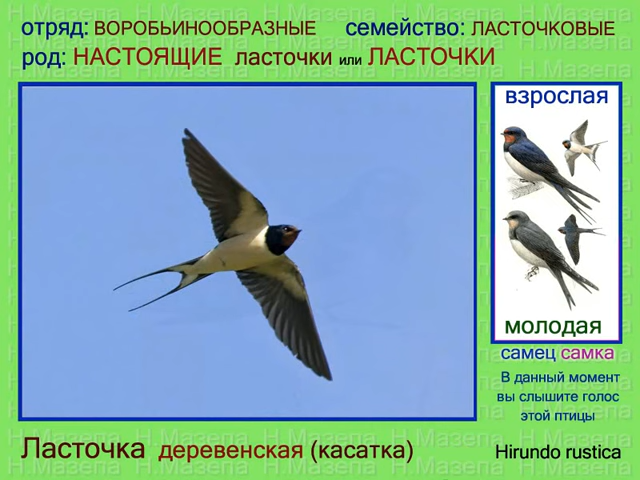 отряд: ВОРОБЬИНООБРАЗНЫЕ семейство: ЛАСТОЧКОВЫЕ
род: НАСТОЯЩИЕ ласточки или ЛАСТОЧКИ
взрослая
молодая
самец самка
В данный момент
вы слышите голос
этой птицы
Ласточка деревенская (касатка) Hirundo rustica
Н.Мазепа